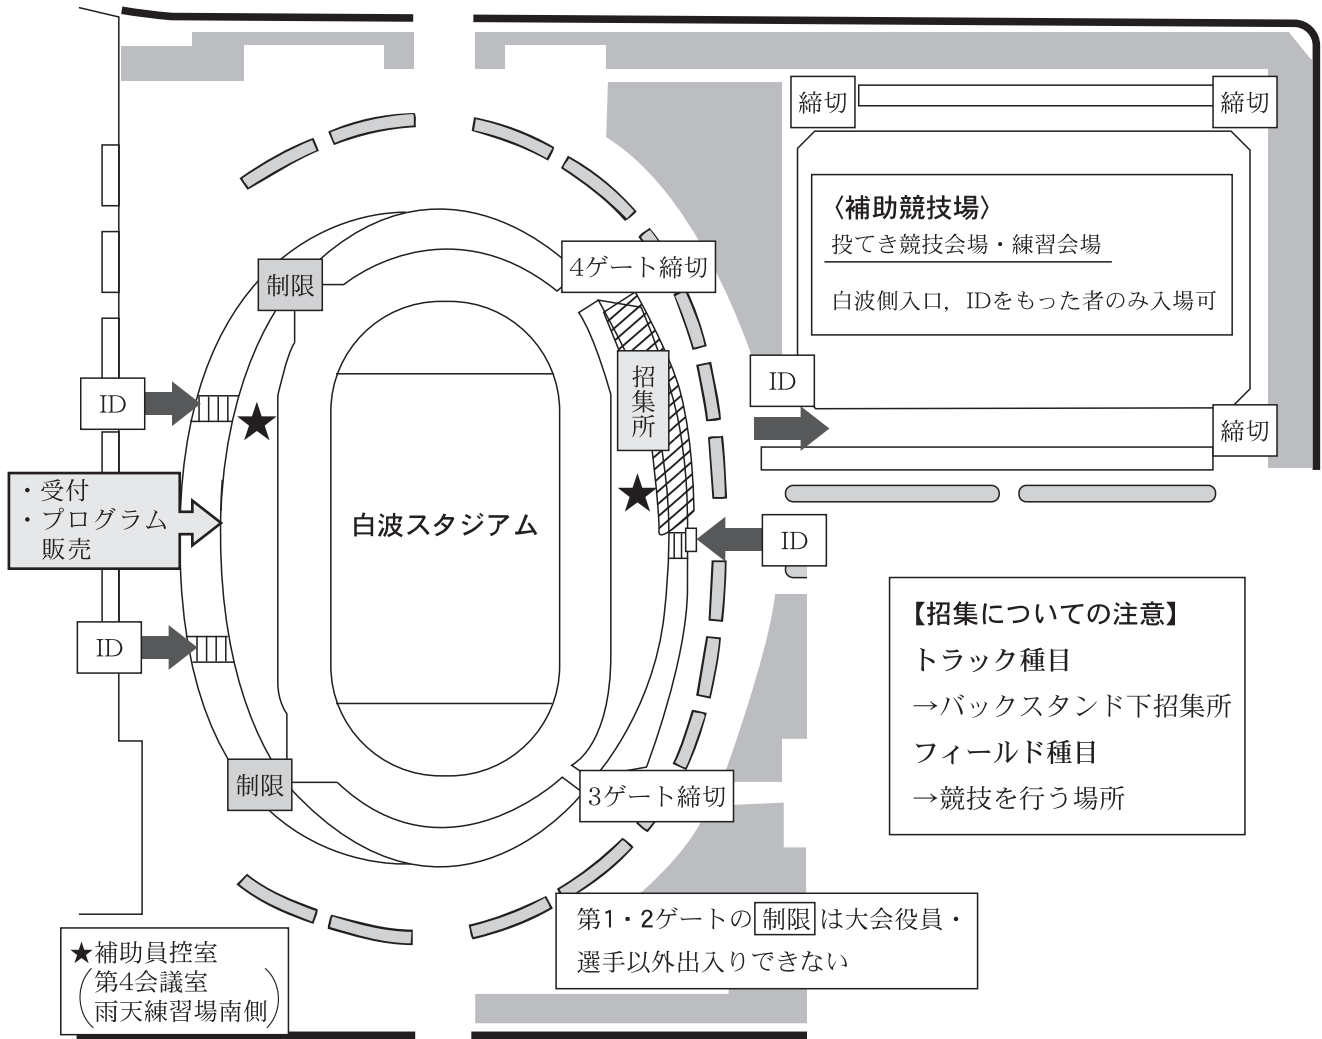 締切
締切
〈補助競技場〉
投てき競技会場・練習会場
白波側入口，IDをもった者のみ入場可
4ゲート締切
制限
招集所
ID
ID
締切
・受付
・プログラム
販売
白波スタジアム
ID
ID
【招集についての注意】
トラック種目
→バックスタンド下招集所
フィールド種目
→競技を行う場所
制限
3ゲート締切
第1・2ゲートの制限は大会役員・
選手以外出入りできない
★補助員控室
(第4会議室
雨天練習場南側)